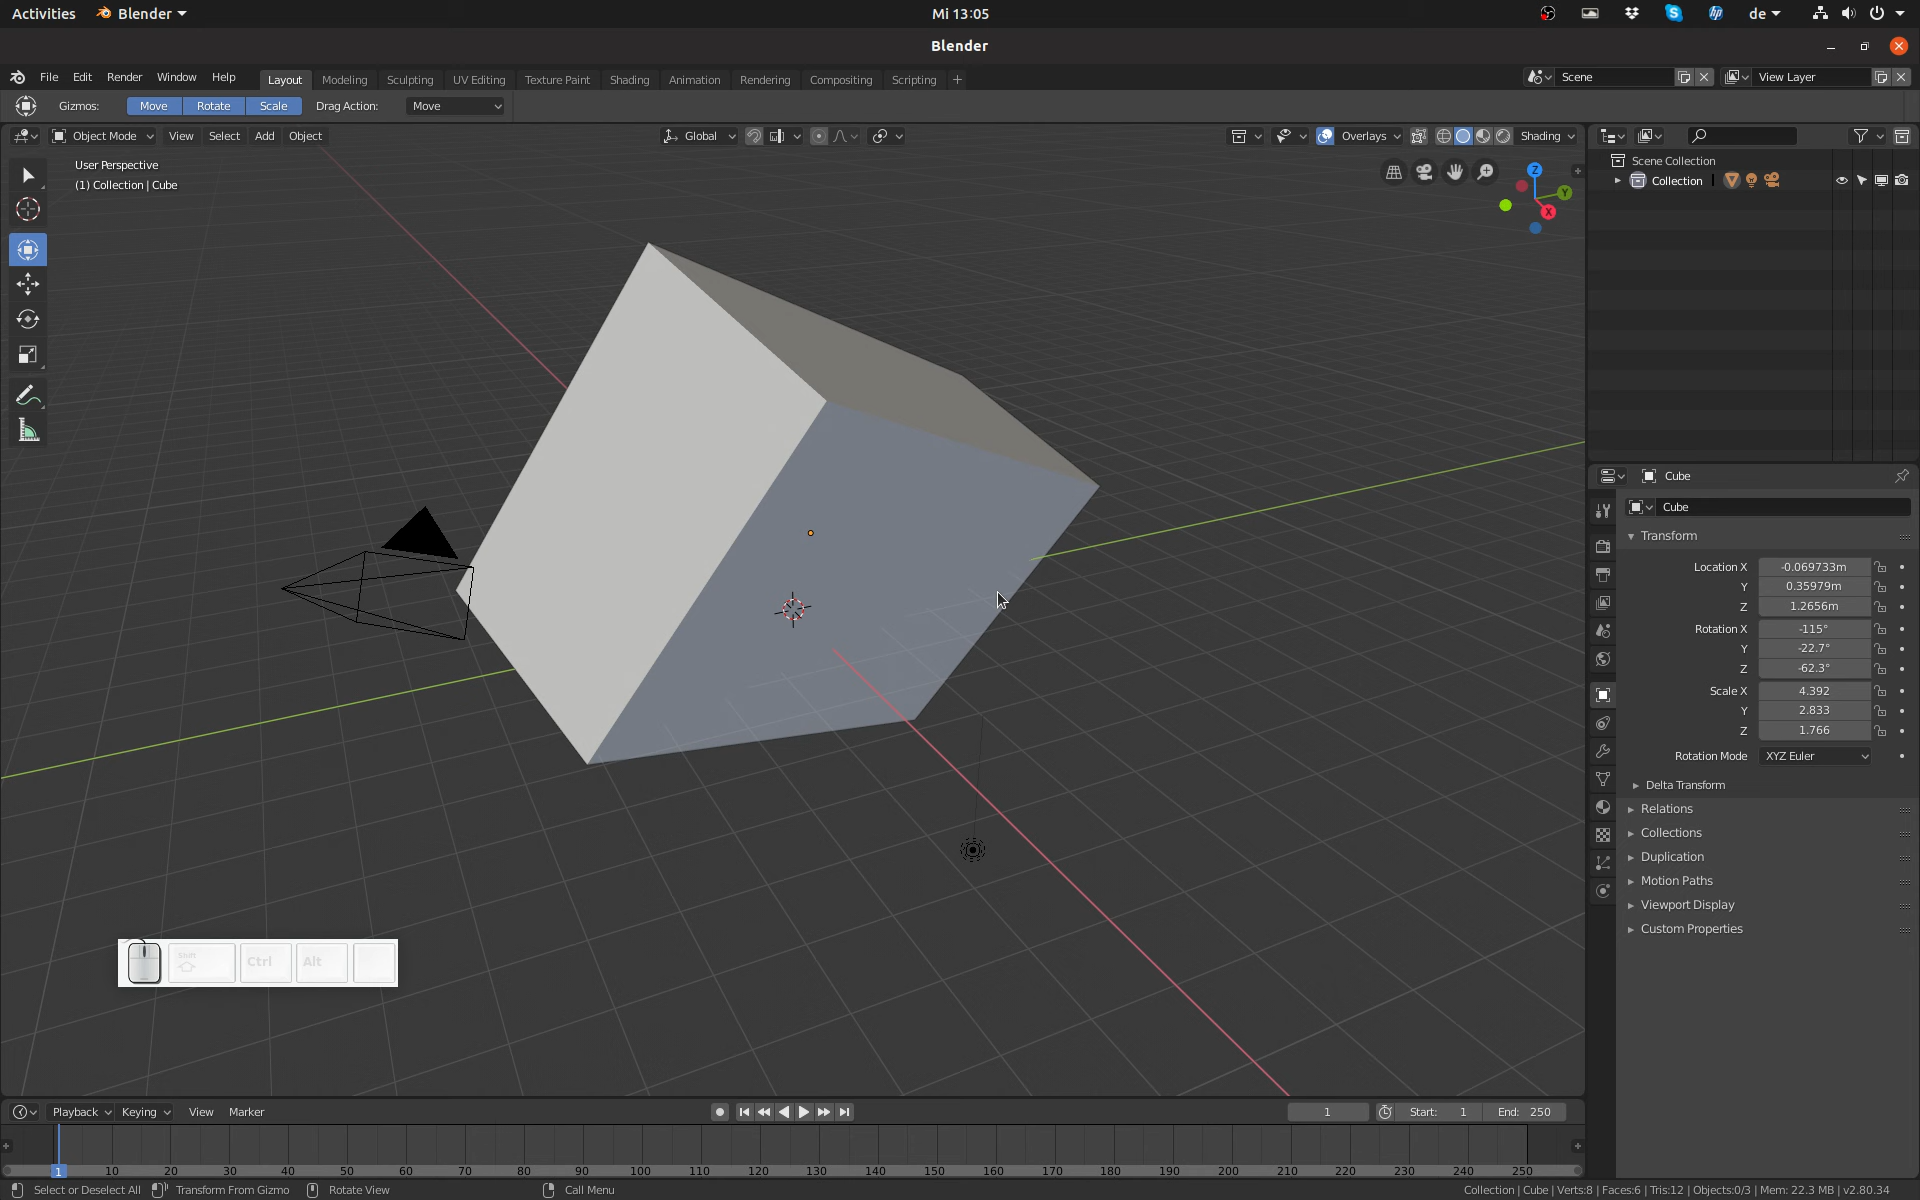 Activities Blender Mi 13:05 de
Blender
File Edit Render Window Help Layout Modeling Sculpting UV Editing Texture Paint Shading Animation Rendering Compositing Scripting + Scene View Layer
Gizmos: Move Rotate Scale Drag Action: Move
Object Mode View Select Add Object Global Overlays Shading
User Perspective
(1) Collection | Cube
Z
Y
X
Scene Collection
Collection
Cube
Cube
Transform
Location X -0.069733m
Y 0.35979m
Z 1.2656m
Rotation X -115°
Y -22.7°
Z -62.3°
Scale X 4.392
Y 2.833
Z 1.766
Rotation Mode XYZ Euler
Delta Transform
Relations
Collections
Duplication
Motion Paths
Viewport Display
Custom Properties
Shift Ctrl Alt
Playback Keying View Marker 1 Start: 1 End: 250
1 10 20 30 40 50 60 70 80 90 100 110 120 130 140 150 160 170 180 190 200 210 220 230 240 250
Select or Deselect All Transform From Gizmo Rotate View Call Menu Collection | Cube | Verts:8 | Faces:6 | Tris:12 | Objects:0/3 | Mem: 22.3 MB | v2.80.34